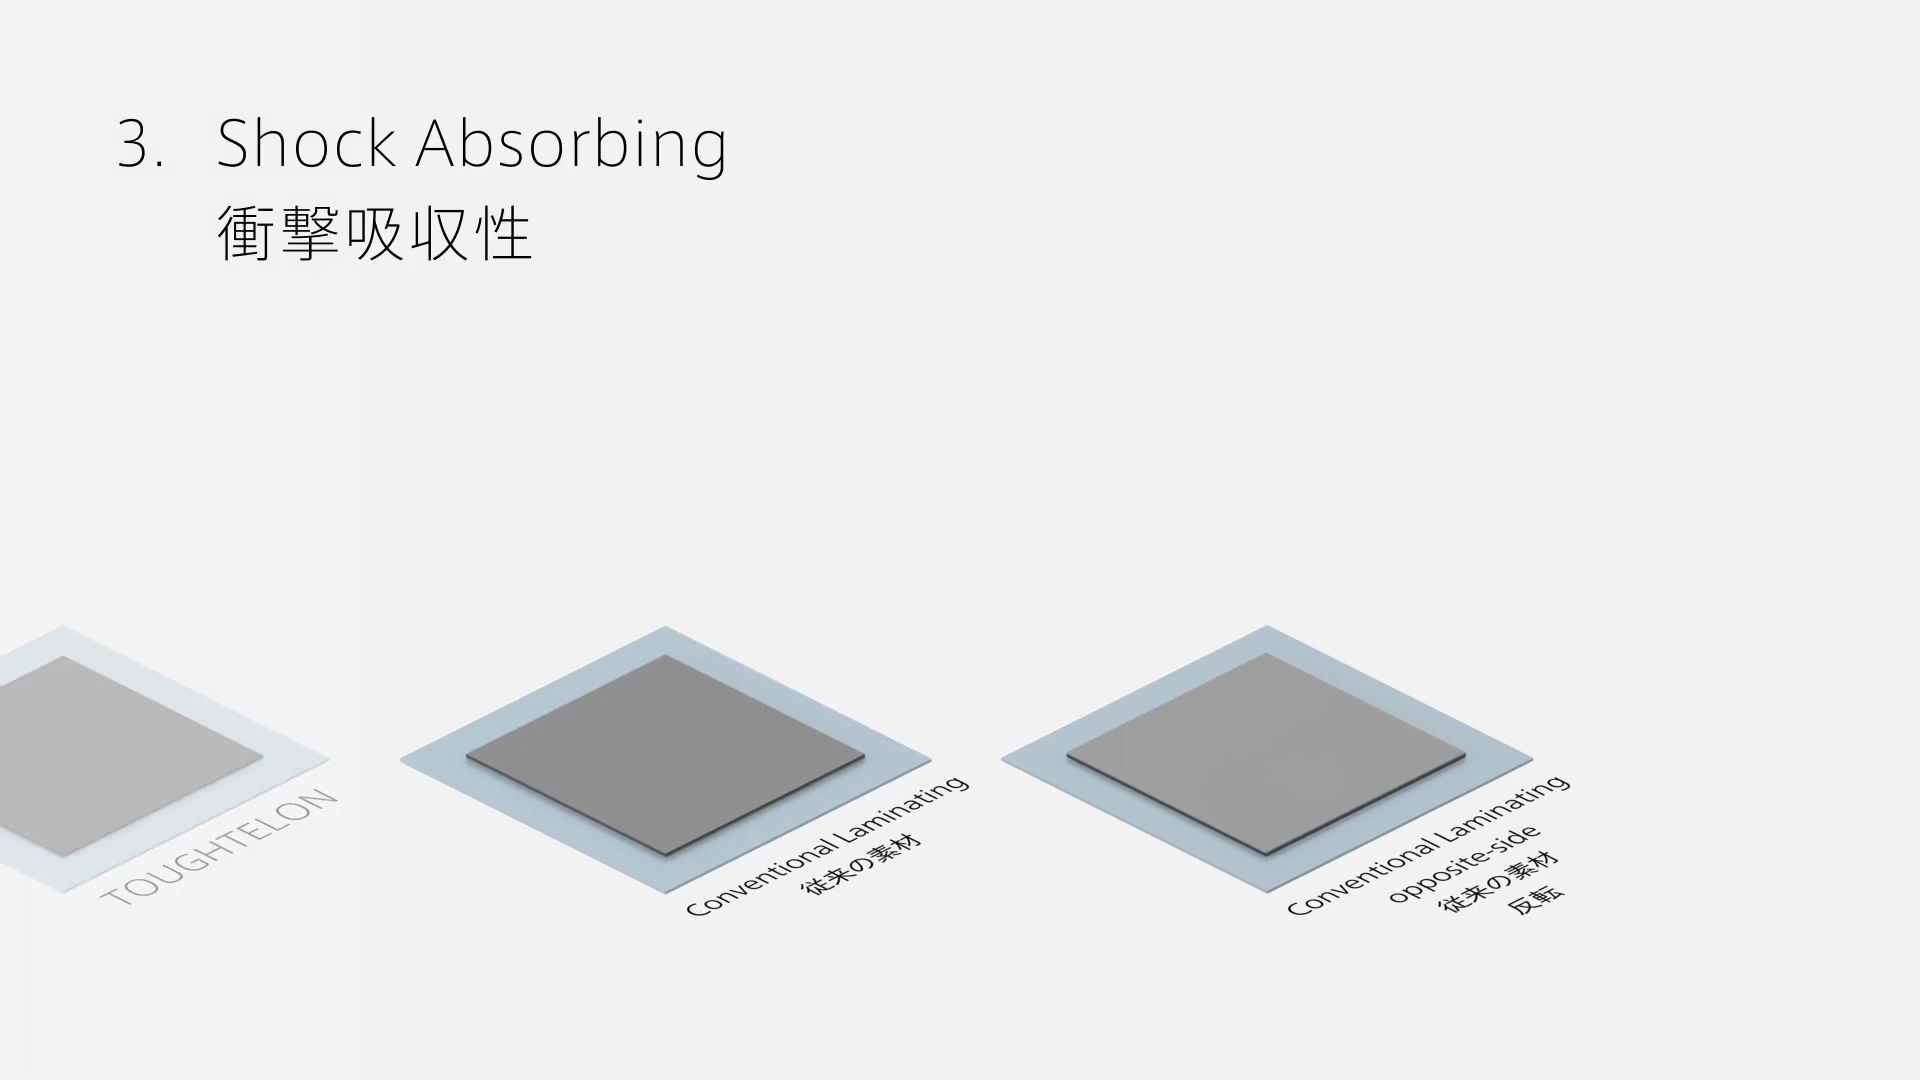 3. Shock Absorbing
衝撃吸収性
TOUGHTELON
Conventional Laminating
従来の素材
Conventional Laminating
opposite-side
従来の素材
反転